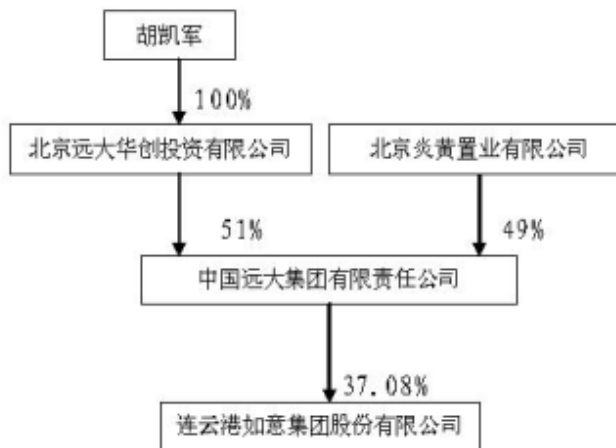 胡凯军
100%
北京远大华创投资有限公司
北京炎黄置业有限公司
51%
49%
中国远大集团有限责任公司
37.08%
连云港如意集团股份有限公司